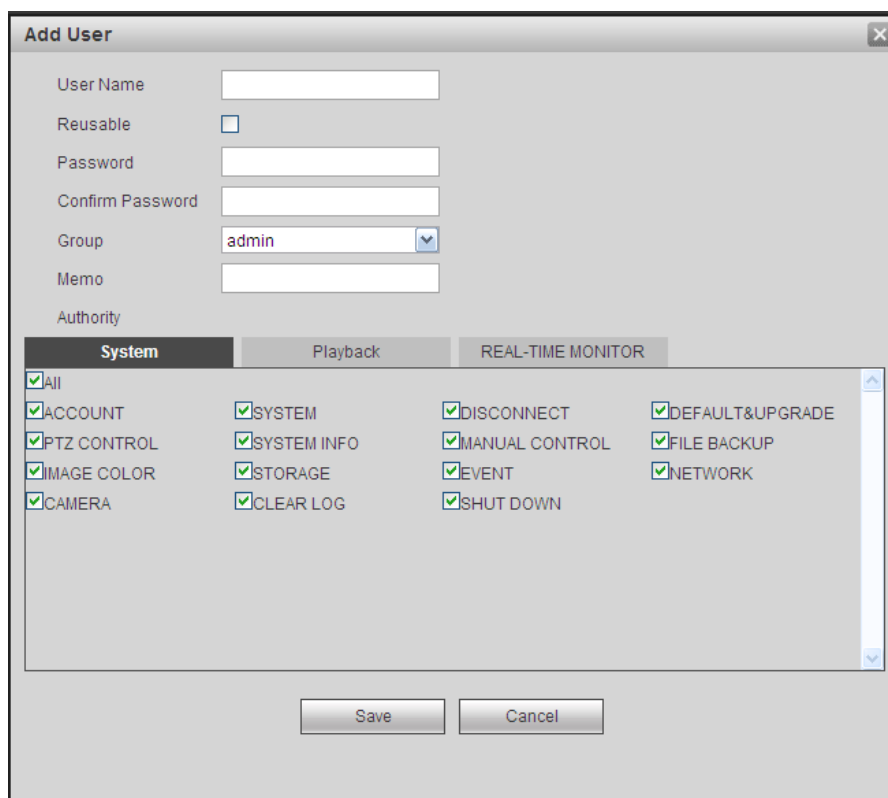 Add User
User Name
Reusable
Password
Confirm Password
Group admin
Memo
Authority
System Playback REAL-TIME MONITOR
All
ACCOUNT SYSTEM DISCONNECT DEFAULT&UPGRADE
PTZ CONTROL SYSTEM INFO MANUAL CONTROL FILE BACKUP
IMAGE COLOR STORAGE EVENT NETWORK
CAMERA CLEAR LOG SHUT DOWN
Save Cancel